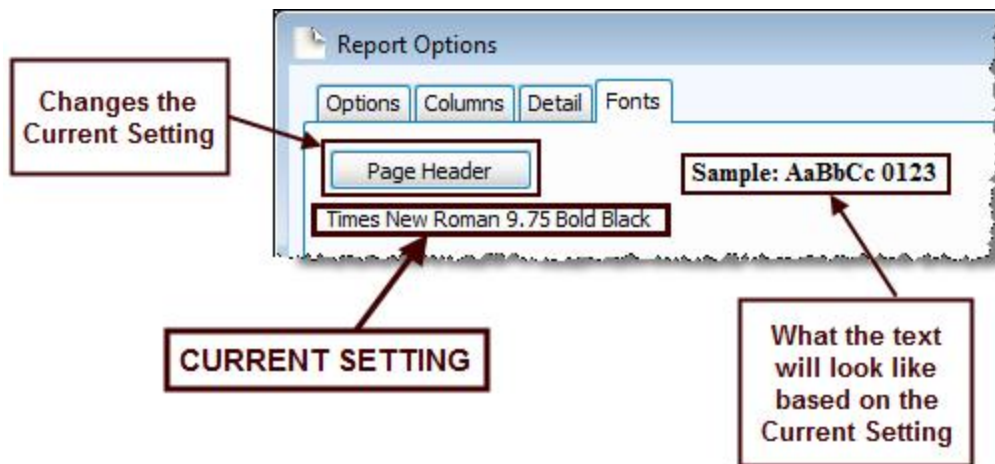 Report Options
Options Columns Detail Fonts
Changes the
Current Setting
Page Header
Sample: AaBbCc 0123
Times New Roman 9.75 Bold Black
CURRENT SETTING
What the text
will look like
based on the
Current Setting